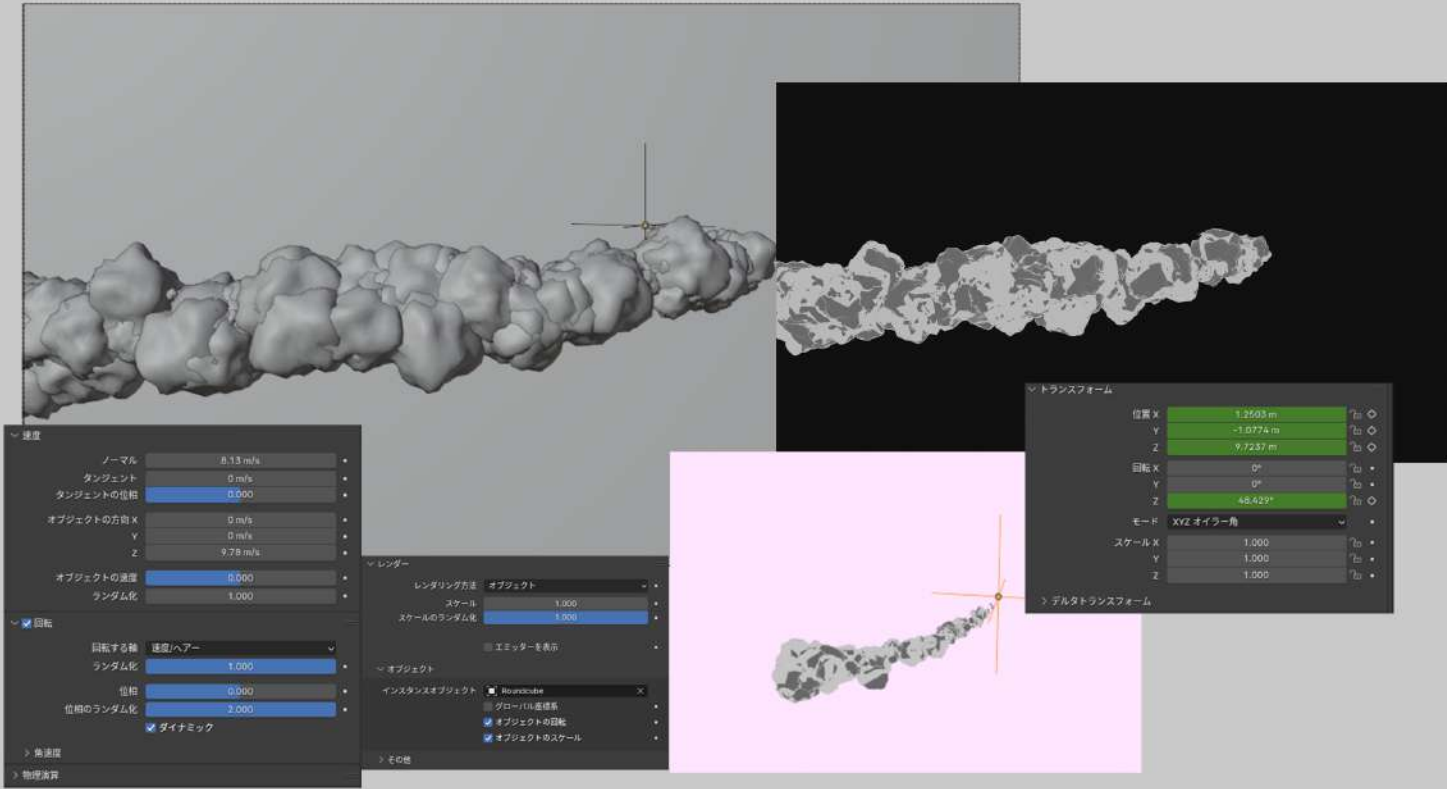 速度
ノーマル 8.13 m/s
タンジェント 0 m/s
タンジェントの位相 0.000
オブジェクトの方向 X 0 m/s
Y 0 m/s
Z 9.78 m/s
オブジェクトの速度 0.000
ランダム化 1.000
回転
回転する軸 速度/ヘアー
ランダム化 1.000
位相 0.000
位相のランダム化 2.000
ダイナミック
角速度
物理演算
レンダー
レンダリング方法 オブジェクト
スケール 1.000
スケールのランダム化 1.000
エミッターを表示
オブジェクト
インスタンスオブジェクト Roundcube
グローバル座標系
オブジェクトの回転
オブジェクトのスケール
その他
トランスフォーム
位置 X 1.2503 m
Y -1.0774 m
Z 9.7237 m
回転 X 0°
Y 0°
Z 48.429°
モード XYZ オイラー角
スケール X 1.000
Y 1.000
Z 1.000
デルタトランスフォーム